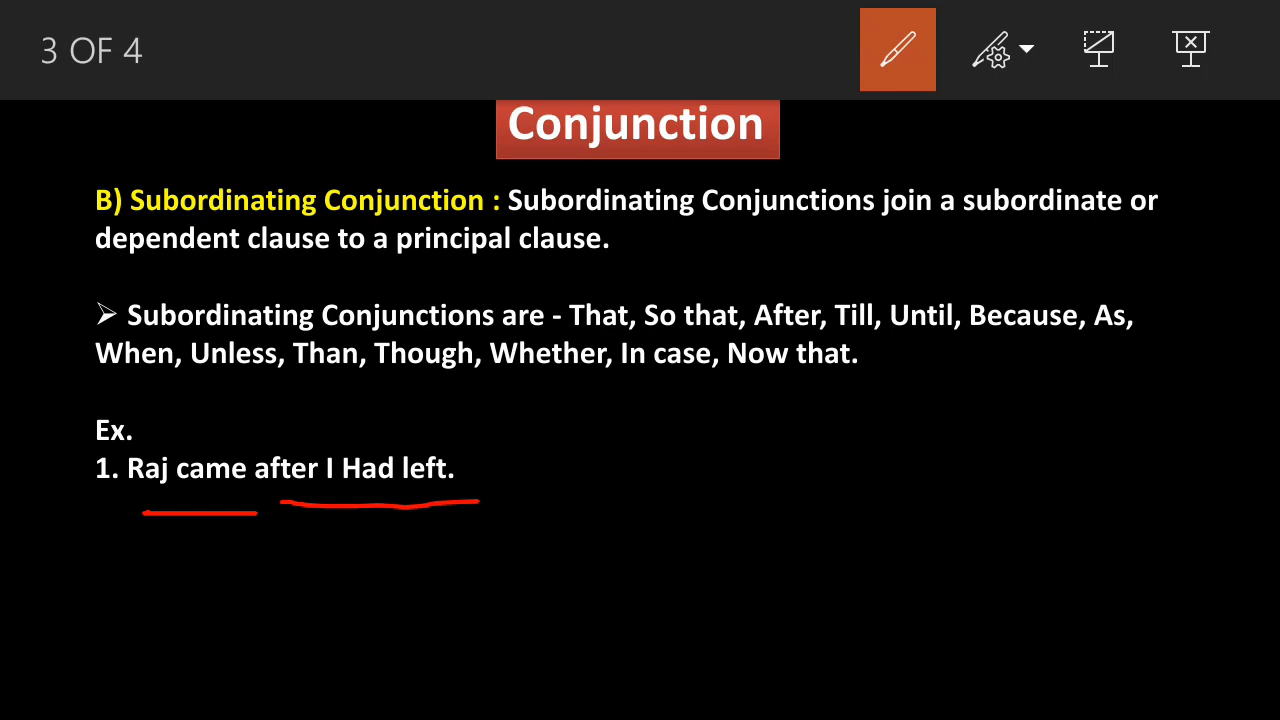 3 OF 4
Conjunction
B) Subordinating Conjunction : Subordinating Conjunctions join a subordinate or
dependent clause to a principal clause.
➢ Subordinating Conjunctions are - That, So that, After, Till, Until, Because, As,
When, Unless, Than, Though, Whether, In case, Now that.
Ex.
1. Raj came after I Had left.